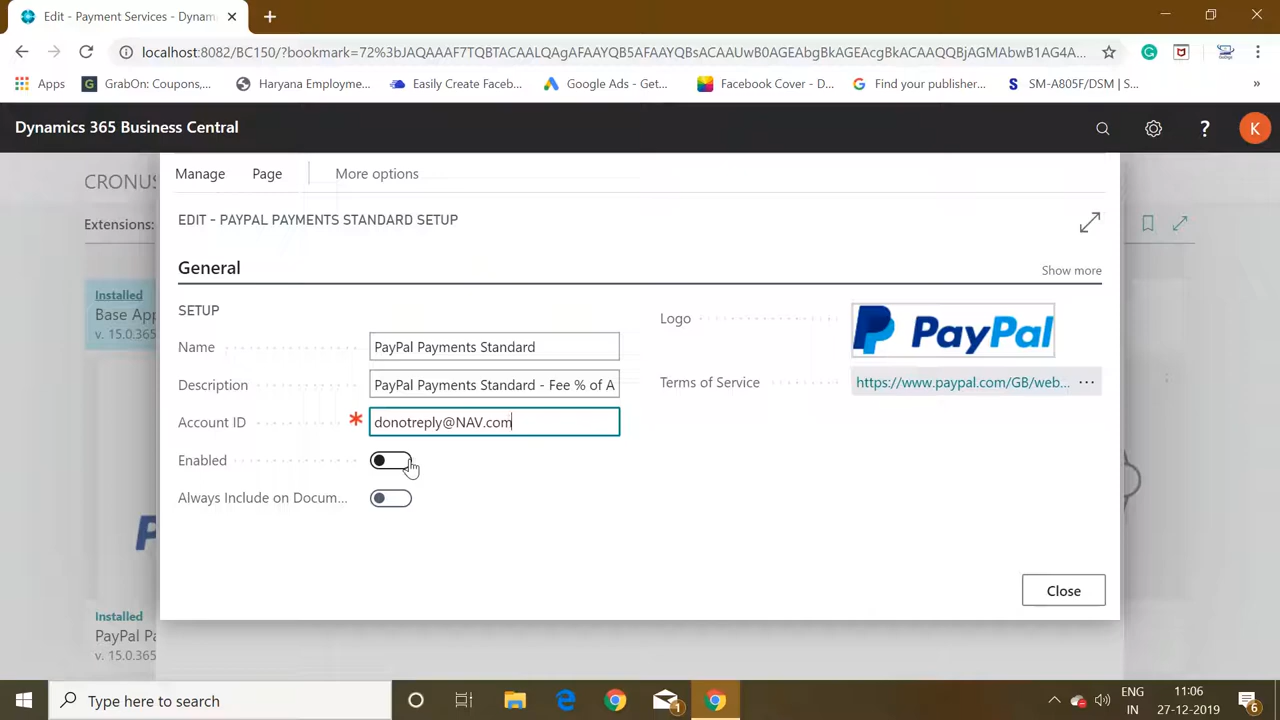 Edit - Payment Services - Dynam
localhost:8082/BC150/?bookmark=72%3bJAQAAAF7TQBTACAALQAgAFAAYQB5AFAAYQBsACAAUwB0AGEAbgBkAGEAcgBkACAAQQBjAGMAbwB1AG4A...
Apps
G GrabOn: Coupons,...
Haryana Employme...
Easily Create Faceb...
Google Ads - Get...
Facebook Cover - D...
Find your publisher...
S SM-A805F/DSM | S...
»
Dynamics 365 Business Central
?
K
CRONUS
Extensions:
Installed
Base App
v. 15.0.365
Installed
PayPal Pa
v. 15.0.365
Manage
Page
More options
EDIT - PAYPAL PAYMENTS STANDARD SETUP
General
Show more
SETUP
Name
PayPal Payments Standard
Description
PayPal Payments Standard - Fee % of A
Account ID
* donotreply@NAV.com
Enabled
Always Include on Docum...
Logo
PayPal
Terms of Service
https://www.paypal.com/GB/web... ...
Close
Type here to search
1
ENG
IN
11:06
27-12-2019
6